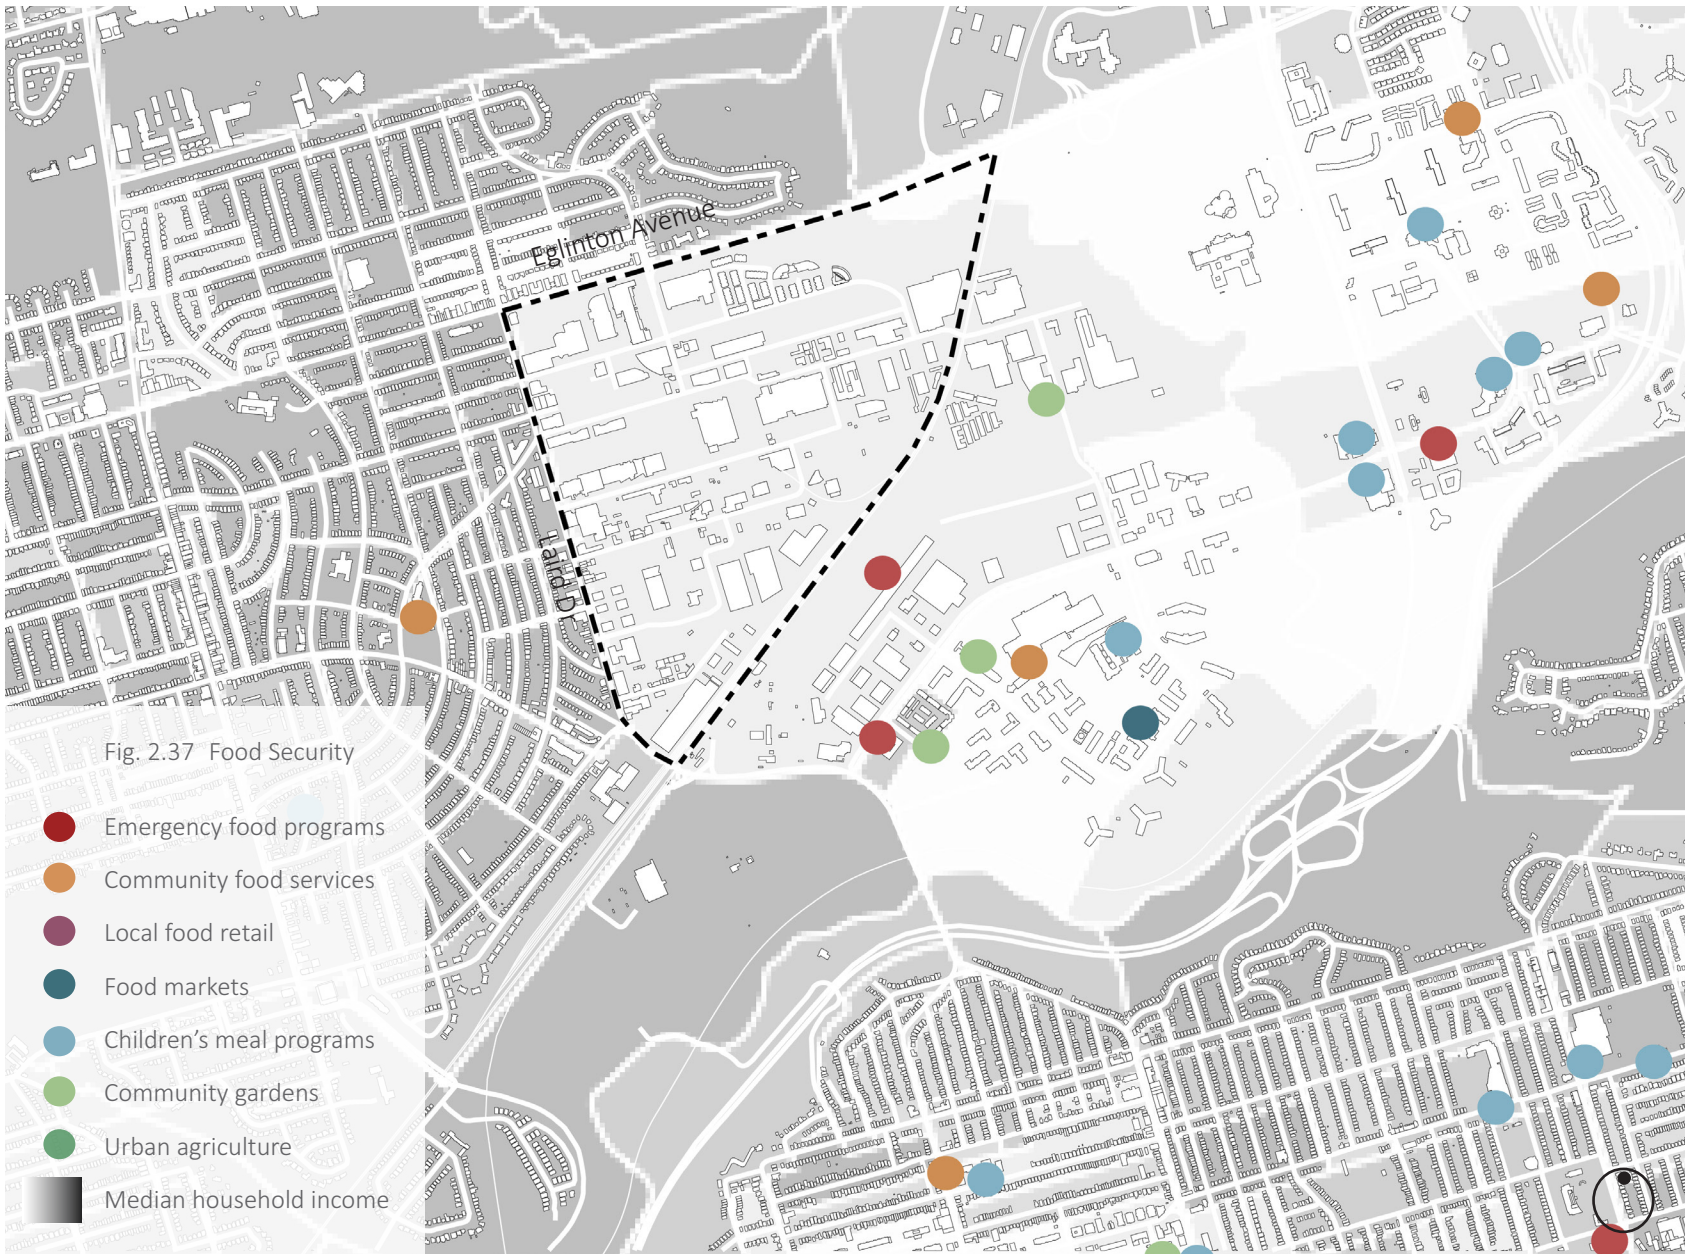 Eglinton Avenue
Laird Dr
Fig. 2.37 Food Security
Emergency food programs
Community food services
Local food retail
Food markets
Children’s meal programs
Community gardens
Urban agriculture
Median household income